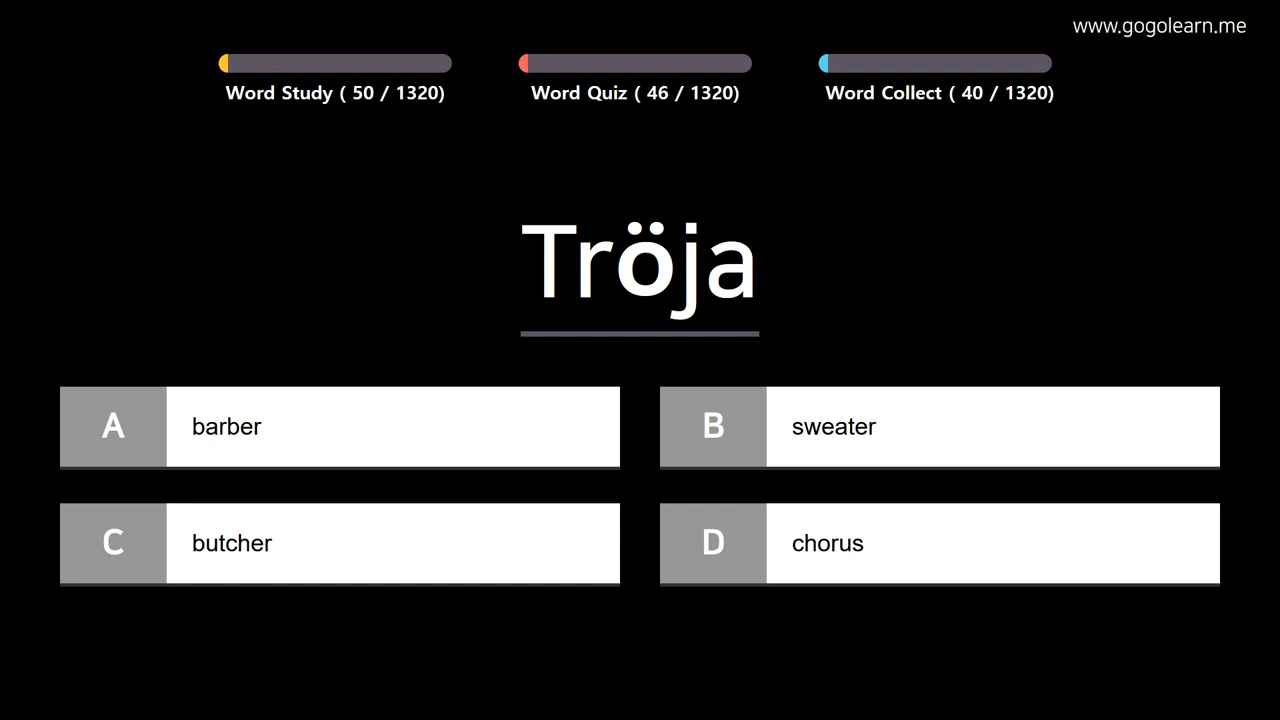 www.gogolearn.me
Word Study ( 50 / 1320)
Word Quiz ( 46 / 1320)
Word Collect ( 40 / 1320)
Tröja
A barber
B sweater
C butcher
D chorus